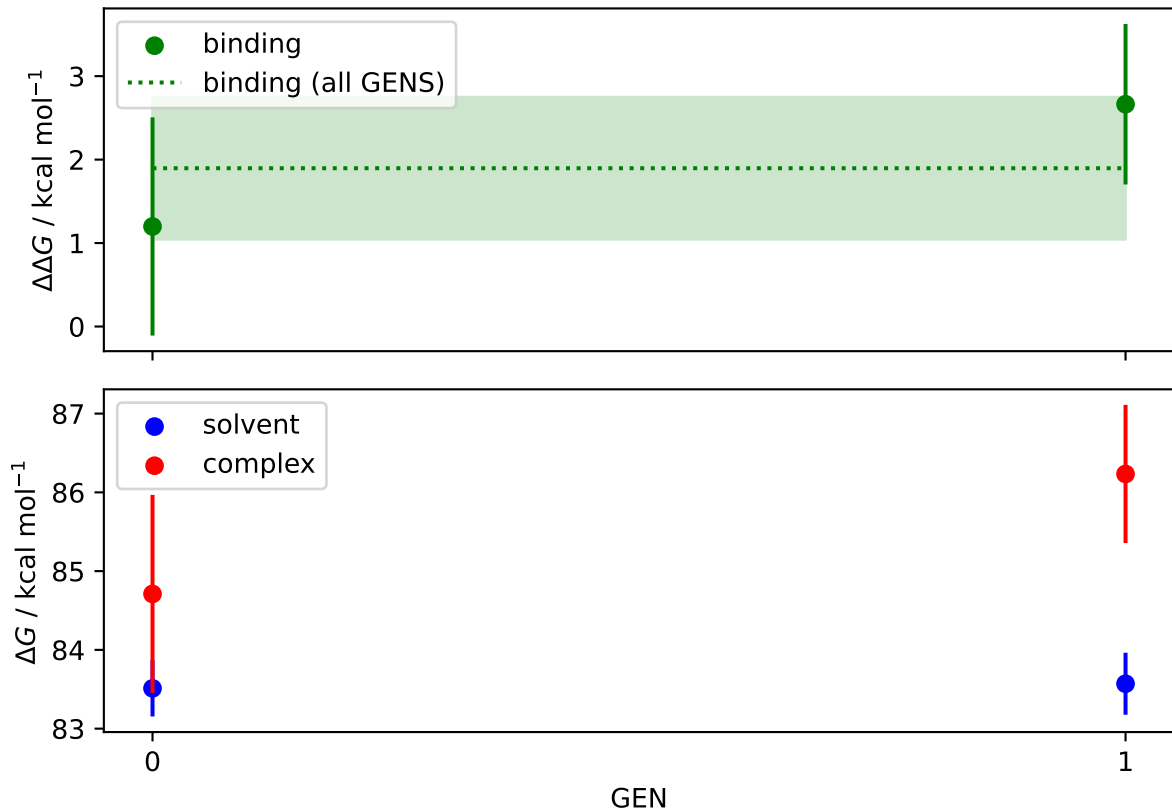 binding
binding (all GENS)
3
2
1
0
ΔΔG / kcal mol⁻¹
solvent
complex
87
86
85
84
83
ΔG / kcal mol⁻¹
0 1
GEN